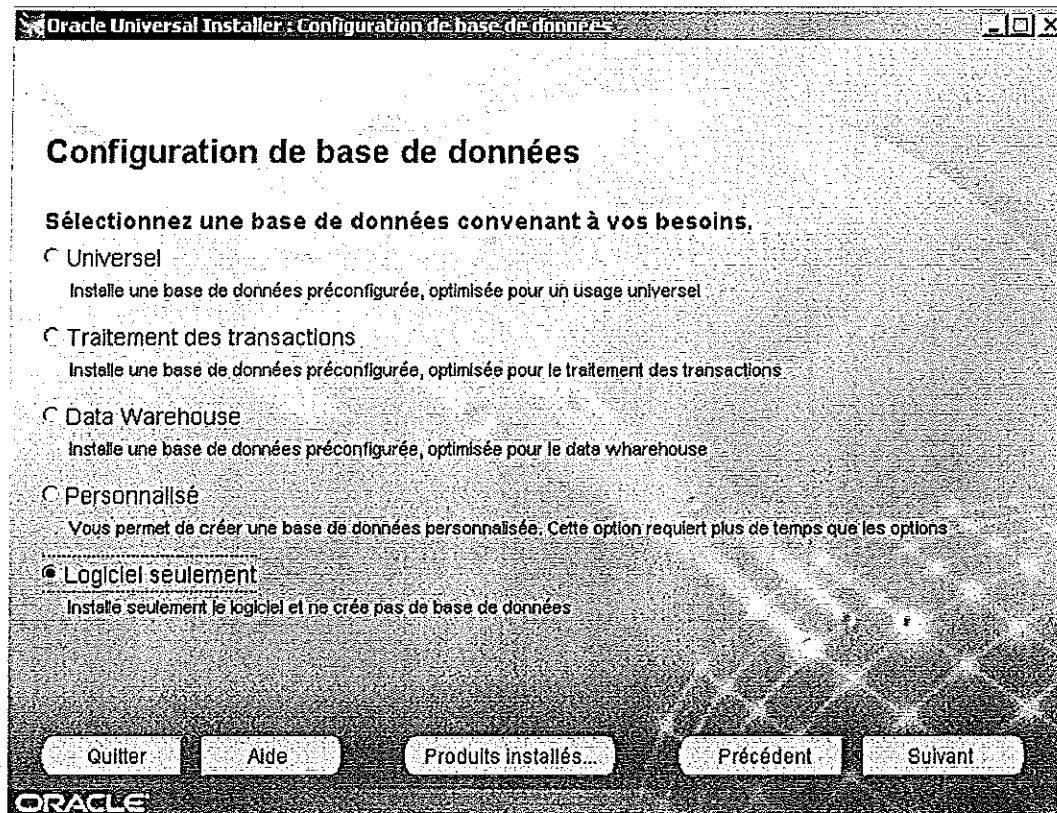 Oracle Universal Installer : Configuration de base de données
Configuration de base de données
Sélectionnez une base de données convenant à vos besoins.
Universel
Installe une base de données préconfigurée, optimisée pour un usage universel
Traitement des transactions
Installe une base de données préconfigurée, optimisée pour le traitement des transactions
Data Warehouse
Installe une base de données préconfigurée, optimisée pour le data wharehouse
Personnalisé
Vous permet de créer une base de données personnalisée. Cette option requiert plus de temps que les options
Logiciel seulement
Installe seulement le logiciel et ne crée pas de base de données
Quitter Aide Produits installés... Précédent Suivant
ORACLE